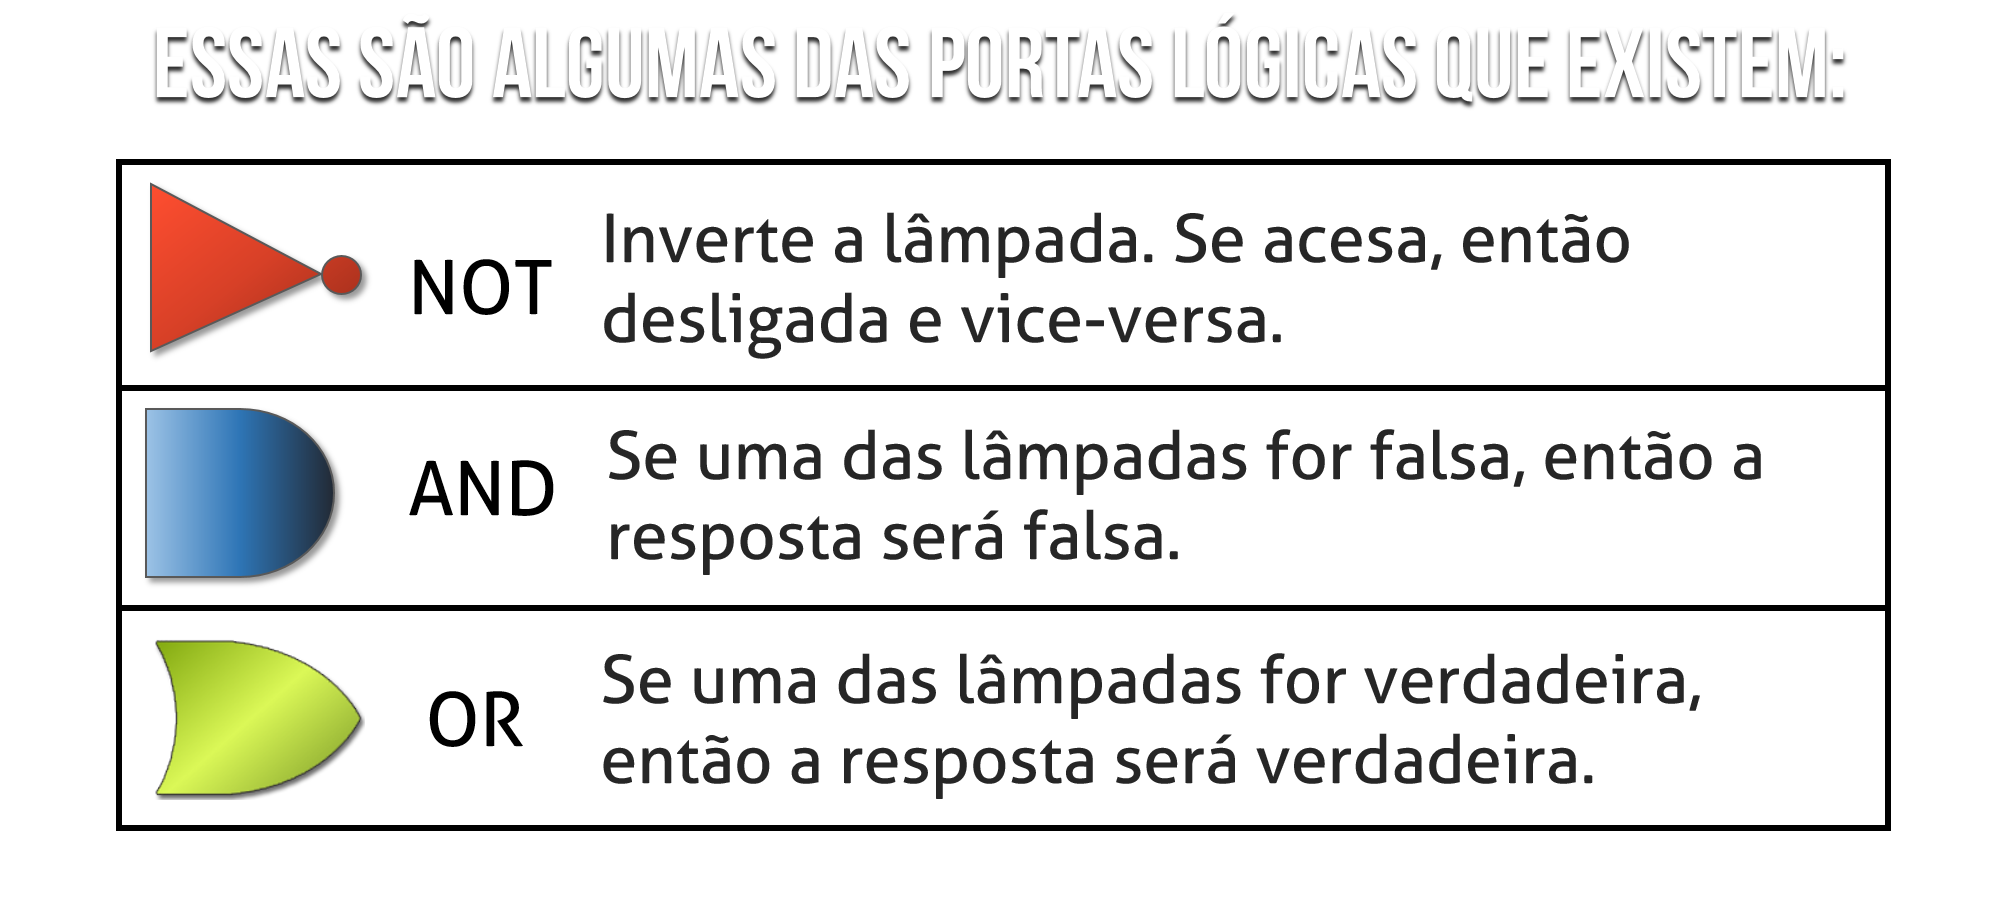 ESSAS SÃO ALGUMAS DAS PORTAS LÓGICAS QUE EXISTEM:
NOT
Inverte a lâmpada. Se acesa, então
desligada e vice-versa.
AND
Se uma das lâmpadas for falsa, então a
resposta será falsa.
OR
Se uma das lâmpadas for verdadeira,
então a resposta será verdadeira.